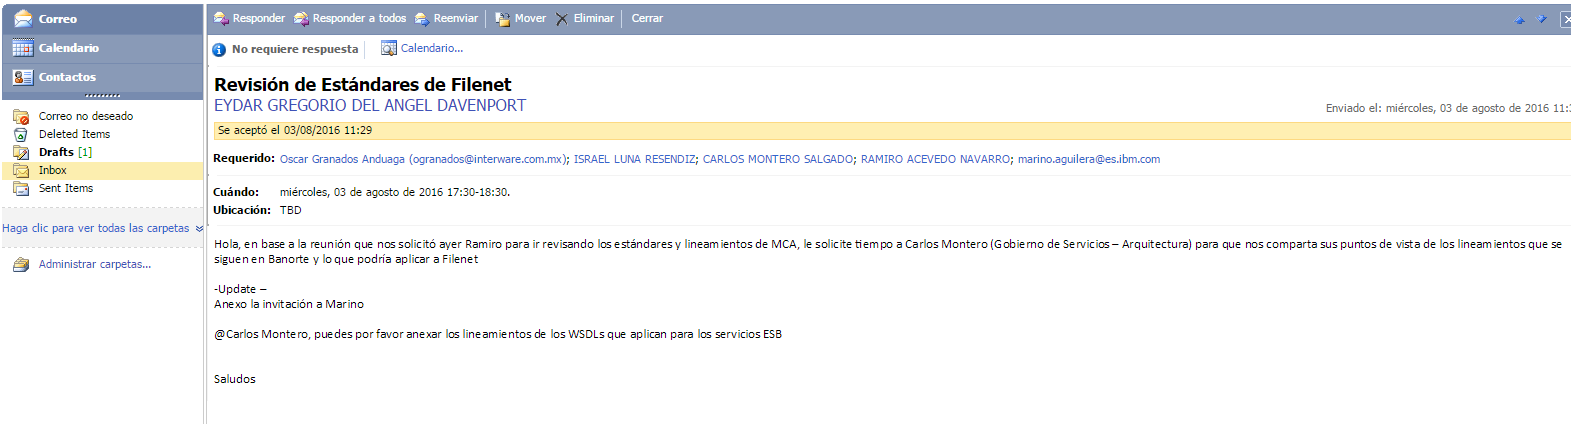 Correo
Calendario
Contactos
Correo no deseado
Deleted Items
Drafts [1]
Inbox
Sent Items
Haga clic para ver todas las carpetas
Administrar carpetas...
Responder Responder a todos Reenviar Mover Eliminar Cerrar
No requiere respuesta Calendario...
Revisión de Estándares de Filenet
EYDAR GREGORIO DEL ANGEL DAVENPORT
Enviado el: miércoles, 03 de agosto de 2016
Se aceptó el 03/08/2016 11:29
Requerido: Oscar Granados Anduaga (ogranados@interware.com.mx); ISRAEL LUNA RESENDIZ; CARLOS MONTERO SALGADO; RAMIRO ACEVEDO NAVARRO; marino.aguilera@es.ibm.com
Cuándo: miércoles, 03 de agosto de 2016 17:30-18:30.
Ubicación: TBD
Hola, en base a la reunión que nos solicitó ayer Ramiro para ir revisando los estándares y lineamientos de MCA, le solicite tiempo a Carlos Montero (Gobierno de Servicios – Arquitectura) para que nos comparta sus puntos de vista de los lineamientos que se
siguen en Banorte y lo que podría aplicar a Filenet
-Update –
Anexo la invitación a Marino
@Carlos Montero, puedes por favor anexar los lineamientos de los WSDLs que aplican para los servicios ESB
Saludos